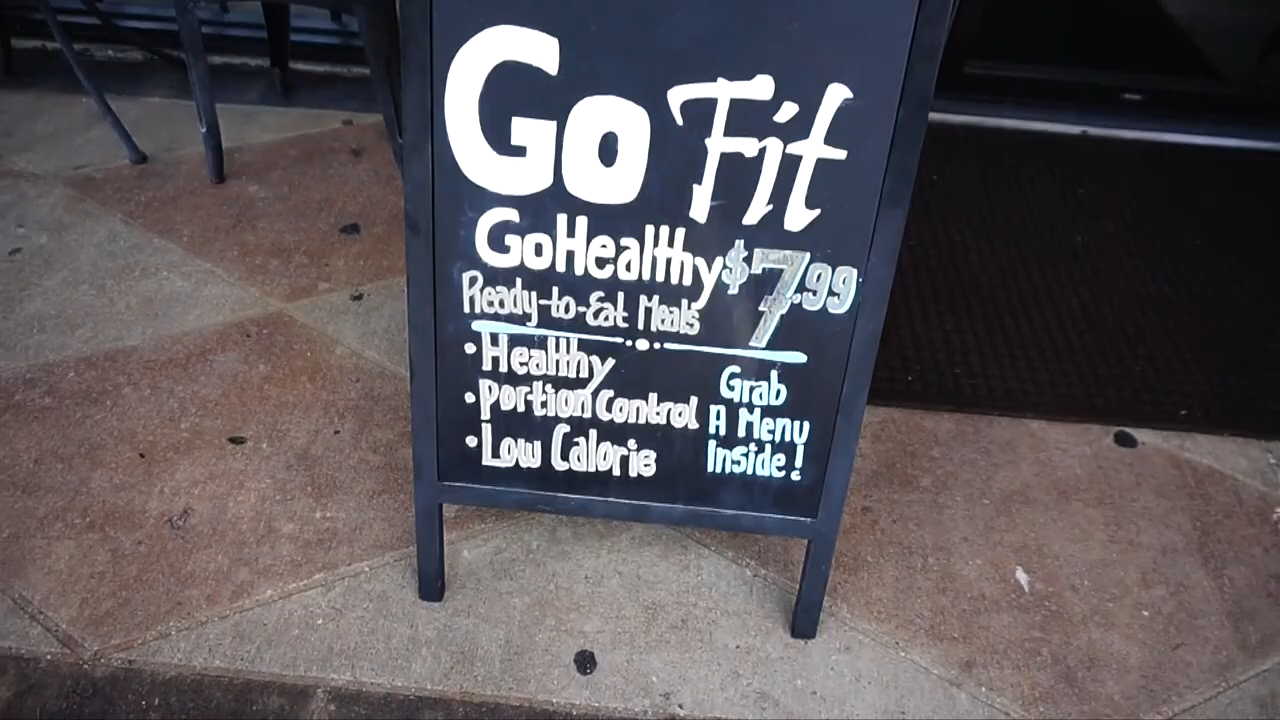 Go Fit
GoHealthy $7.99
Ready-to-Eat Meals
• Healthy
• Portion Control
• Low Calorie
Grab
A Menu
Inside!